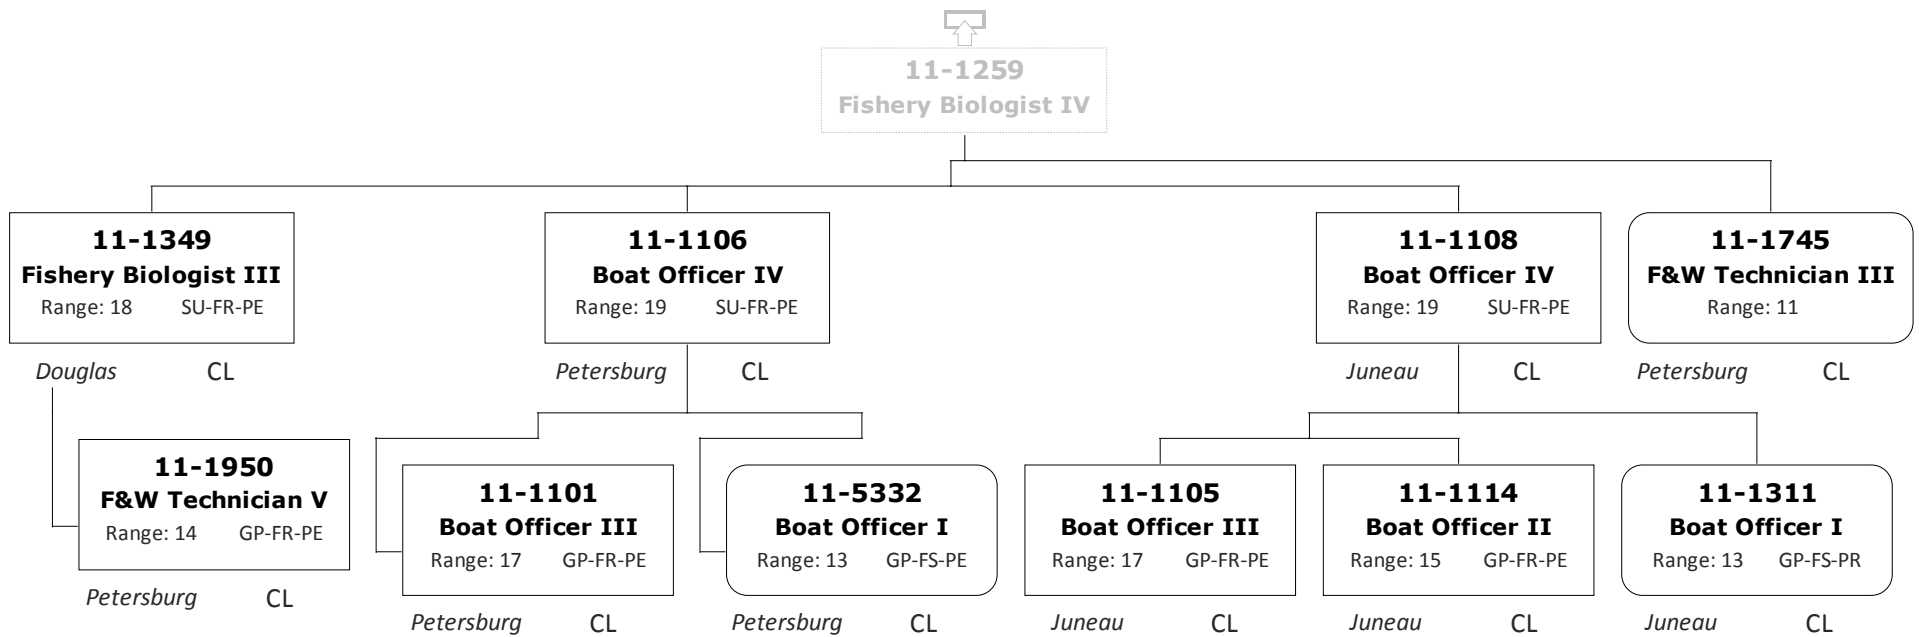 11-1259
Fishery Biologist IV
11-1349
Fishery Biologist III
Range: 18 SU-FR-PE
Douglas CL
11-1106
Boat Officer IV
Range: 19 SU-FR-PE
Petersburg CL
11-1108
Boat Officer IV
Range: 19 SU-FR-PE
Juneau CL
11-1745
F&W Technician III
Range: 11
Petersburg CL
11-1950
F&W Technician V
Range: 14 GP-FR-PE
Petersburg CL
11-1101
Boat Officer III
Range: 17 GP-FR-PE
Petersburg CL
11-5332
Boat Officer I
Range: 13 GP-FS-PE
Petersburg CL
11-1105
Boat Officer III
Range: 17 GP-FR-PE
Juneau CL
11-1114
Boat Officer II
Range: 15 GP-FR-PE
Juneau CL
11-1311
Boat Officer I
Range: 13 GP-FS-PR
Juneau CL